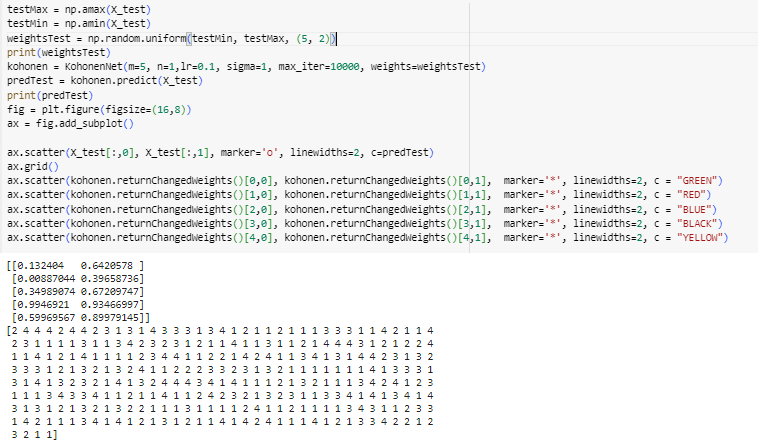 testMax = np.amax(X_test)
testMin = np.amin(X_test)
weightsTest = np.random.uniform(testMin, testMax, (5, 2))
print(weightsTest)
kohonen = KohonenNet(m=5, n=1,lr=0.1, sigma=1, max_iter=10000, weights=weightsTest)
predTest = kohonen.predict(X_test)
print(predTest)
fig = plt.figure(figsize=(16,8))
ax = fig.add_subplot()
ax.scatter(X_test[:,0], X_test[:,1], marker='o', linewidths=2, c=predTest)
ax.grid()
ax.scatter(kohonen.returnChangedWeights()[0,0], kohonen.returnChangedWeights()[0,1],  marker='*', linewidths=2, c = "GREEN")
ax.scatter(kohonen.returnChangedWeights()[1,0], kohonen.returnChangedWeights()[1,1],  marker='*', linewidths=2, c = "RED")
ax.scatter(kohonen.returnChangedWeights()[2,0], kohonen.returnChangedWeights()[2,1],  marker='*', linewidths=2, c = "BLUE")
ax.scatter(kohonen.returnChangedWeights()[3,0], kohonen.returnChangedWeights()[3,1],  marker='*', linewidths=2, c = "BLACK")
ax.scatter(kohonen.returnChangedWeights()[4,0], kohonen.returnChangedWeights()[4,1],  marker='*', linewidths=2, c = "YELLOW")
[[0.132404   0.6420578 ]
[0.00887044 0.39658736]
[0.34989074 0.67209747]
[0.9946921  0.93466997]
[0.59969567 0.89979145]]
[2 4 4 4 2 4 4 2 3 1 3 1 4 3 3 3 1 3 4 1 2 1 1 2 1 1 1 3 3 3 1 1 4 2 1 1 4
2 3 1 1 1 1 3 1 1 3 4 2 3 2 3 1 2 1 1 4 1 1 3 1 1 2 1 4 4 4 3 1 2 1 2 2 4
1 1 4 1 2 1 4 1 1 1 1 2 3 4 4 1 1 2 2 1 4 2 4 1 1 3 4 1 3 1 4 4 2 3 1 3 2
3 3 3 1 2 1 3 2 1 3 2 4 1 1 2 2 2 3 3 2 3 1 3 2 1 1 1 1 1 1 1 4 1 3 3 3 1
3 1 4 1 3 2 3 2 1 4 1 3 2 4 4 4 3 4 1 4 1 1 1 2 1 3 2 1 1 1 3 4 2 4 1 2 3
1 1 1 3 4 3 3 4 1 1 2 1 1 4 1 1 2 4 2 3 2 1 3 2 3 1 3 3 4 1 4 1 3 4 1 4
3 1 3 1 2 1 3 2 1 3 2 2 1 1 1 3 1 1 1 1 2 4 1 1 2 1 1 1 1 3 4 3 1 1 2 3 3
1 4 2 1 1 1 3 4 1 4 1 2 1 3 1 2 1 1 4 1 4 2 4 1 1 1 4 1 2 1 3 3 4 2 2 1 2
3 2 1 1]